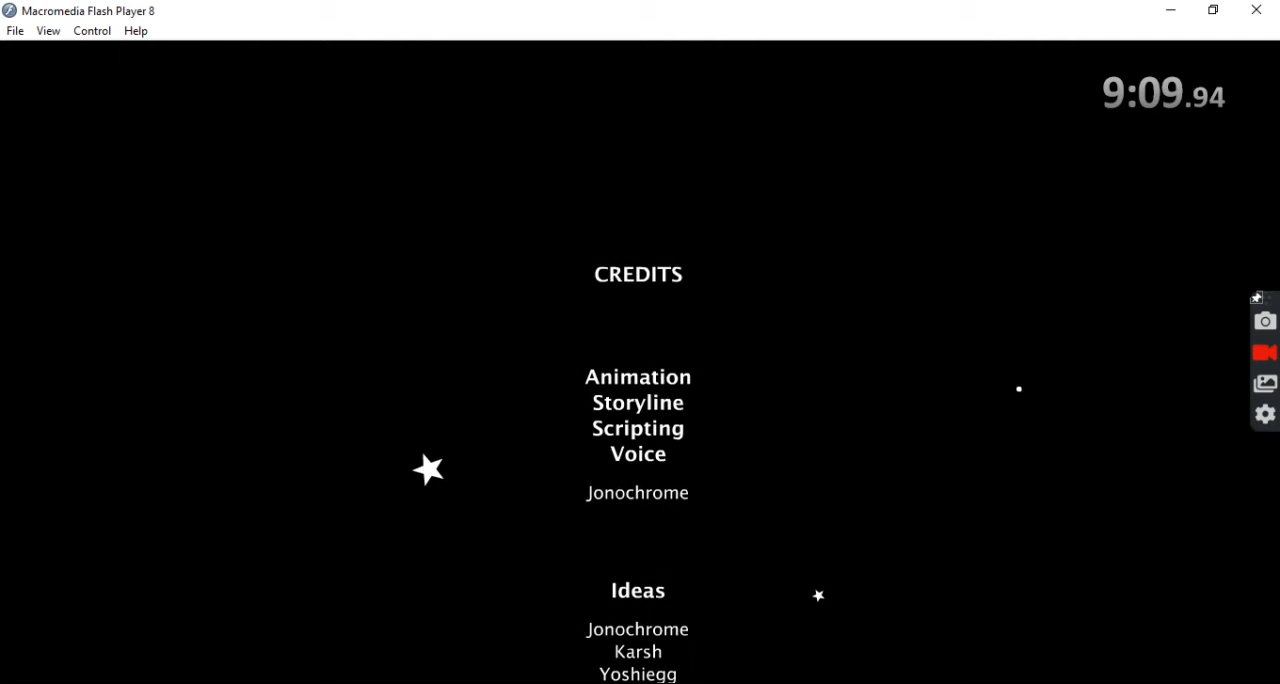 Macromedia Flash Player 8
File View Control Help
9:09.94
CREDITS
Animation
Storyline
Scripting
Voice
Jonochrome
Ideas
Jonochrome
Karsh
Yoshiegg